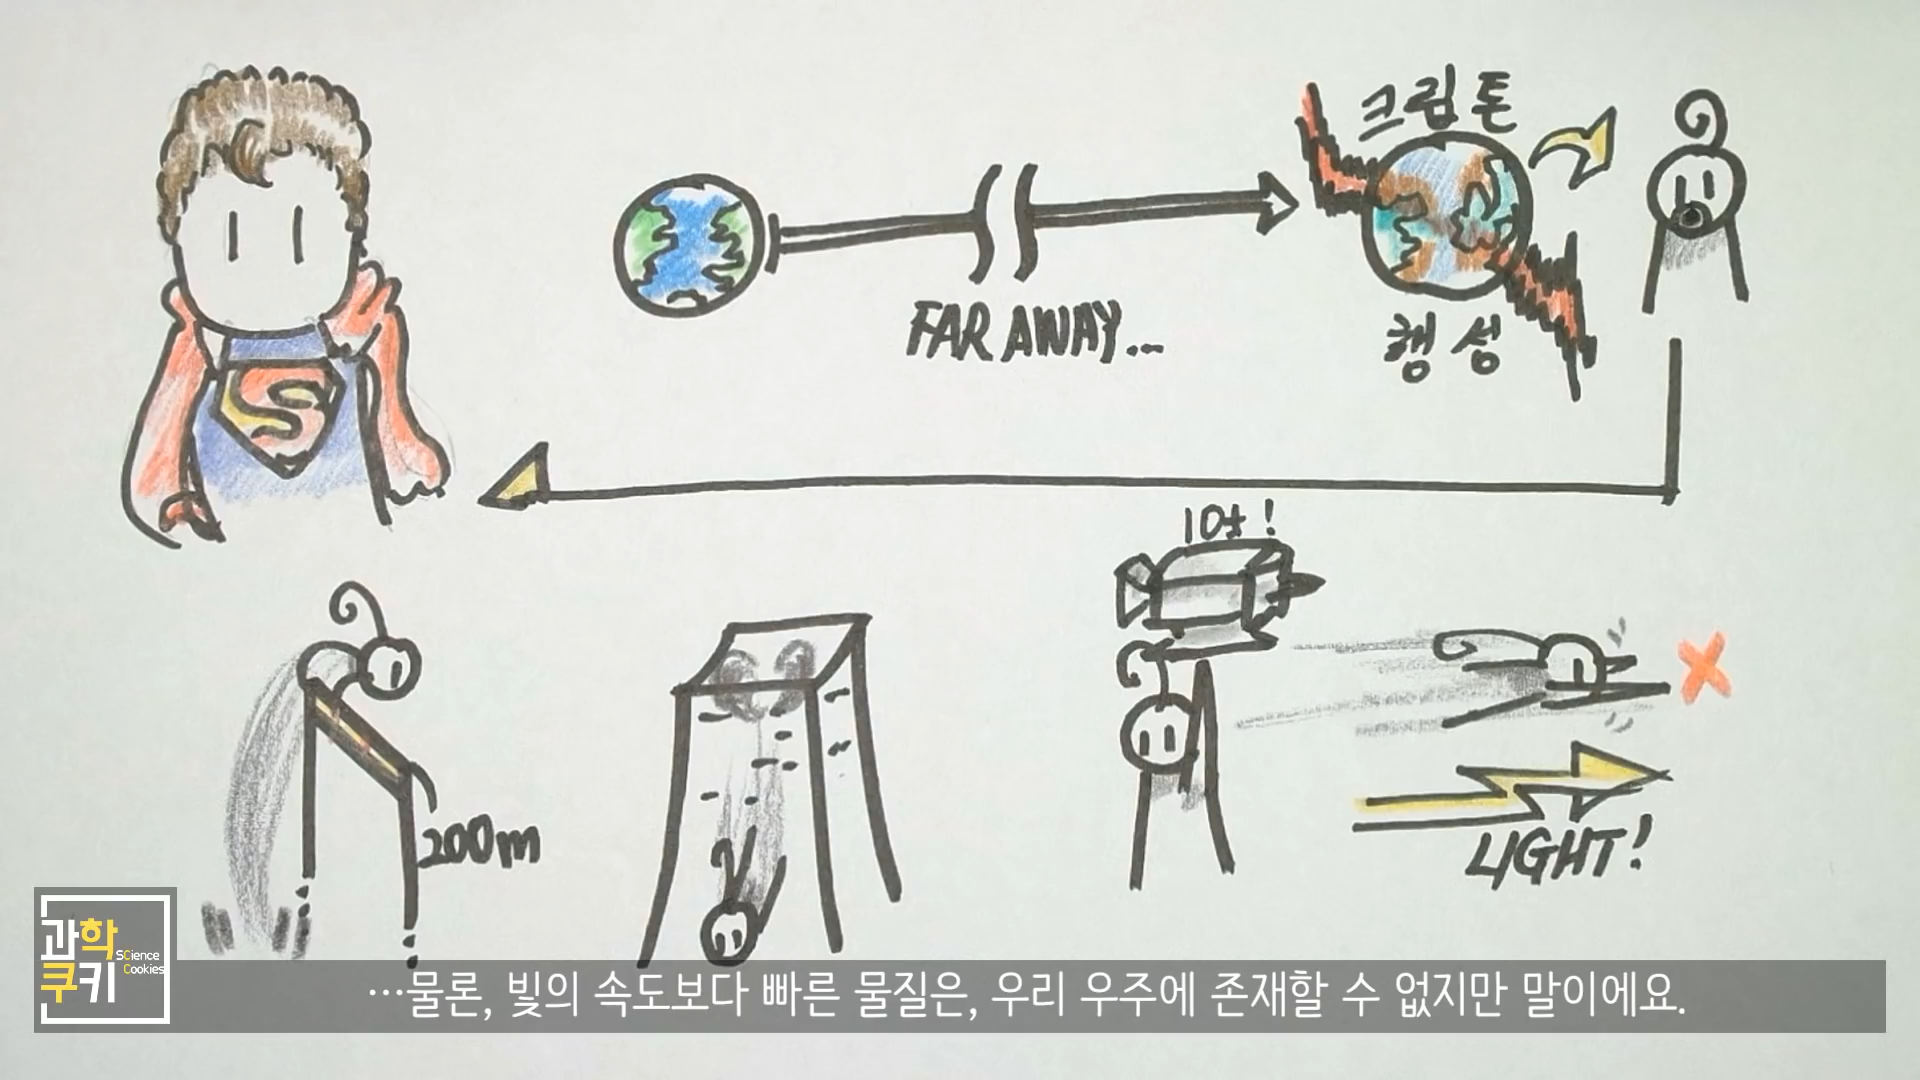 크립톤
행성
FAR AWAY...
S
10t!
200m
LIGHT!
과학
쿠키
SCience
Cookies
…물론, 빛의 속도보다 빠른 물질은, 우리 우주에 존재할 수 없지만 말이에요.